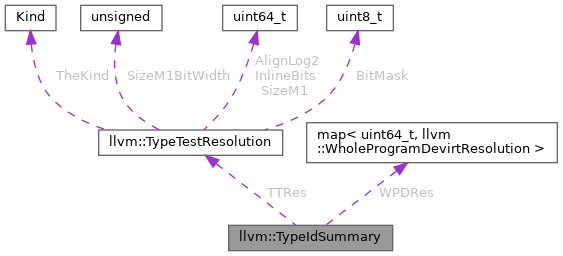 Kind
unsigned
uint64_t
uint8_t
TheKind
SizeM1BitWidth
AlignLog2
InlineBits
SizeM1
BitMask
llvm::TypeTestResolution
map< uint64_t, llvm
::WholeProgramDevirtResolution >
TTRes
WPDRes
llvm::TypeIdSummary